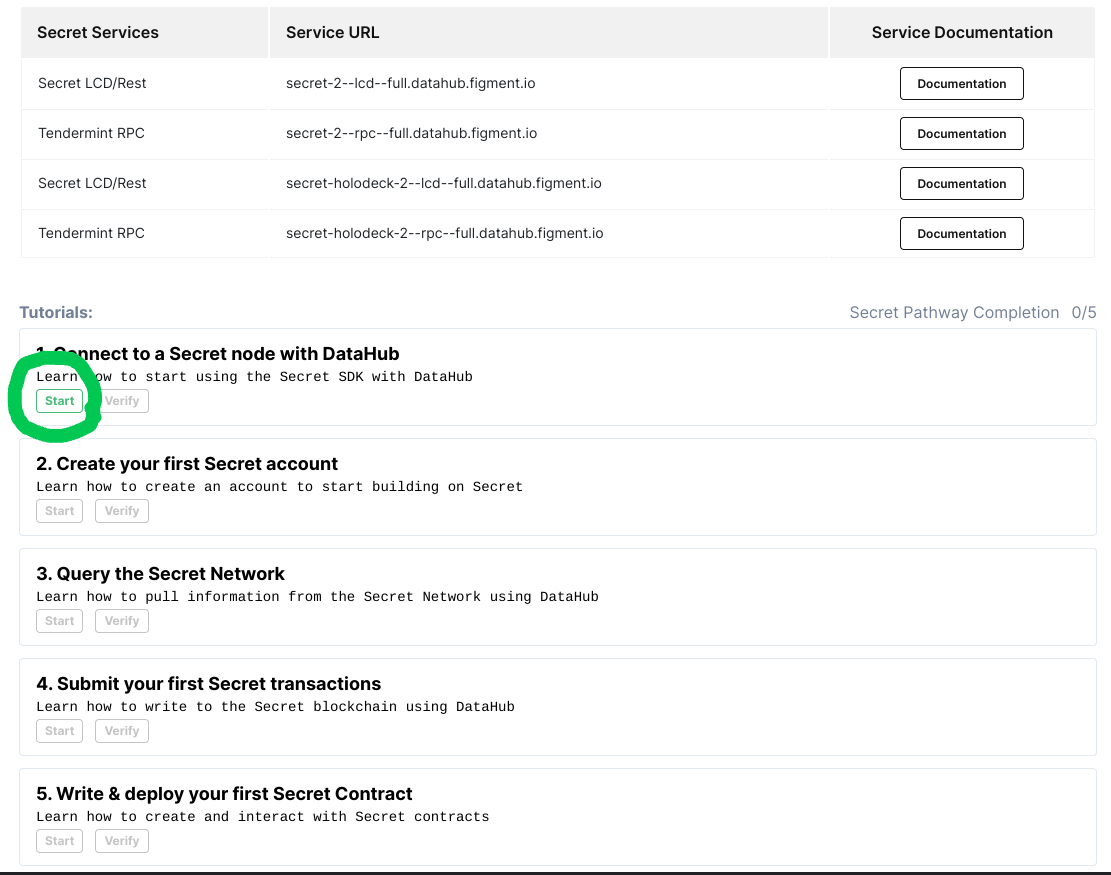 Secret Services Service URL Service Documentation
Secret LCD/Rest secret-2--lcd--full.datahub.figment.io Documentation
Tendermint RPC secret-2--rpc--full.datahub.figment.io Documentation
Secret LCD/Rest secret-holodeck-2--lcd--full.datahub.figment.io Documentation
Tendermint RPC secret-holodeck-2--rpc--full.datahub.figment.io Documentation
Tutorials: Secret Pathway Completion 0/5
1. Connect to a Secret node with DataHub
Learn how to start using the Secret SDK with DataHub
Start Verify
2. Create your first Secret account
Learn how to create an account to start building on Secret
Start Verify
3. Query the Secret Network
Learn how to pull information from the Secret Network using DataHub
Start Verify
4. Submit your first Secret transactions
Learn how to write to the Secret blockchain using DataHub
Start Verify
5. Write & deploy your first Secret Contract
Learn how to create and interact with Secret contracts
Start Verify